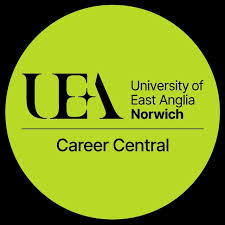 UEA
University of
East Anglia
Norwich
Career Central